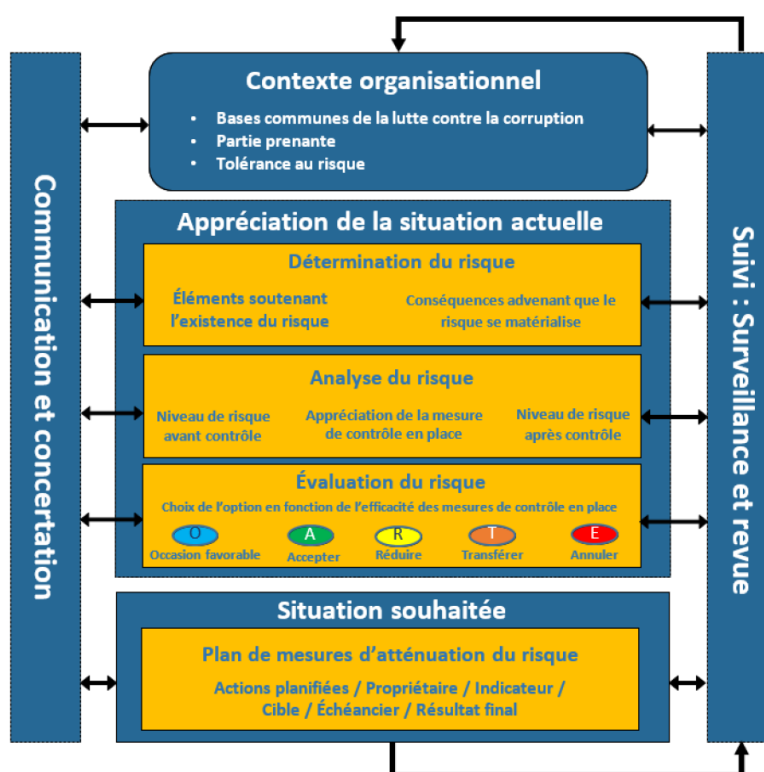 Communication et concertation
Contexte organisationnel
• Bases communes de la lutte contre la corruption
• Partie prenante
• Tolérance au risque
Appréciation de la situation actuelle
Détermination du risque
Éléments soutenant
l'existence du risque
Conséquences advenant que le
risque se matérialise
Analyse du risque
Niveau de risque
avant contrôle
Appréciation de la mesure
de contrôle en place
Niveau de risque
après contrôle
Évaluation du risque
Choix de l'option en fonction de l'efficacité des mesures de contrôle en place
O
Occasion favorable
A
Accepter
R
Réduire
T
Transférer
E
Annuler
Situation souhaitée
Plan de mesures d'atténuation du risque
Actions planifiées / Propriétaire / Indicateur /
Cible / Échéancier / Résultat final
Suivi : Surveillance et revue